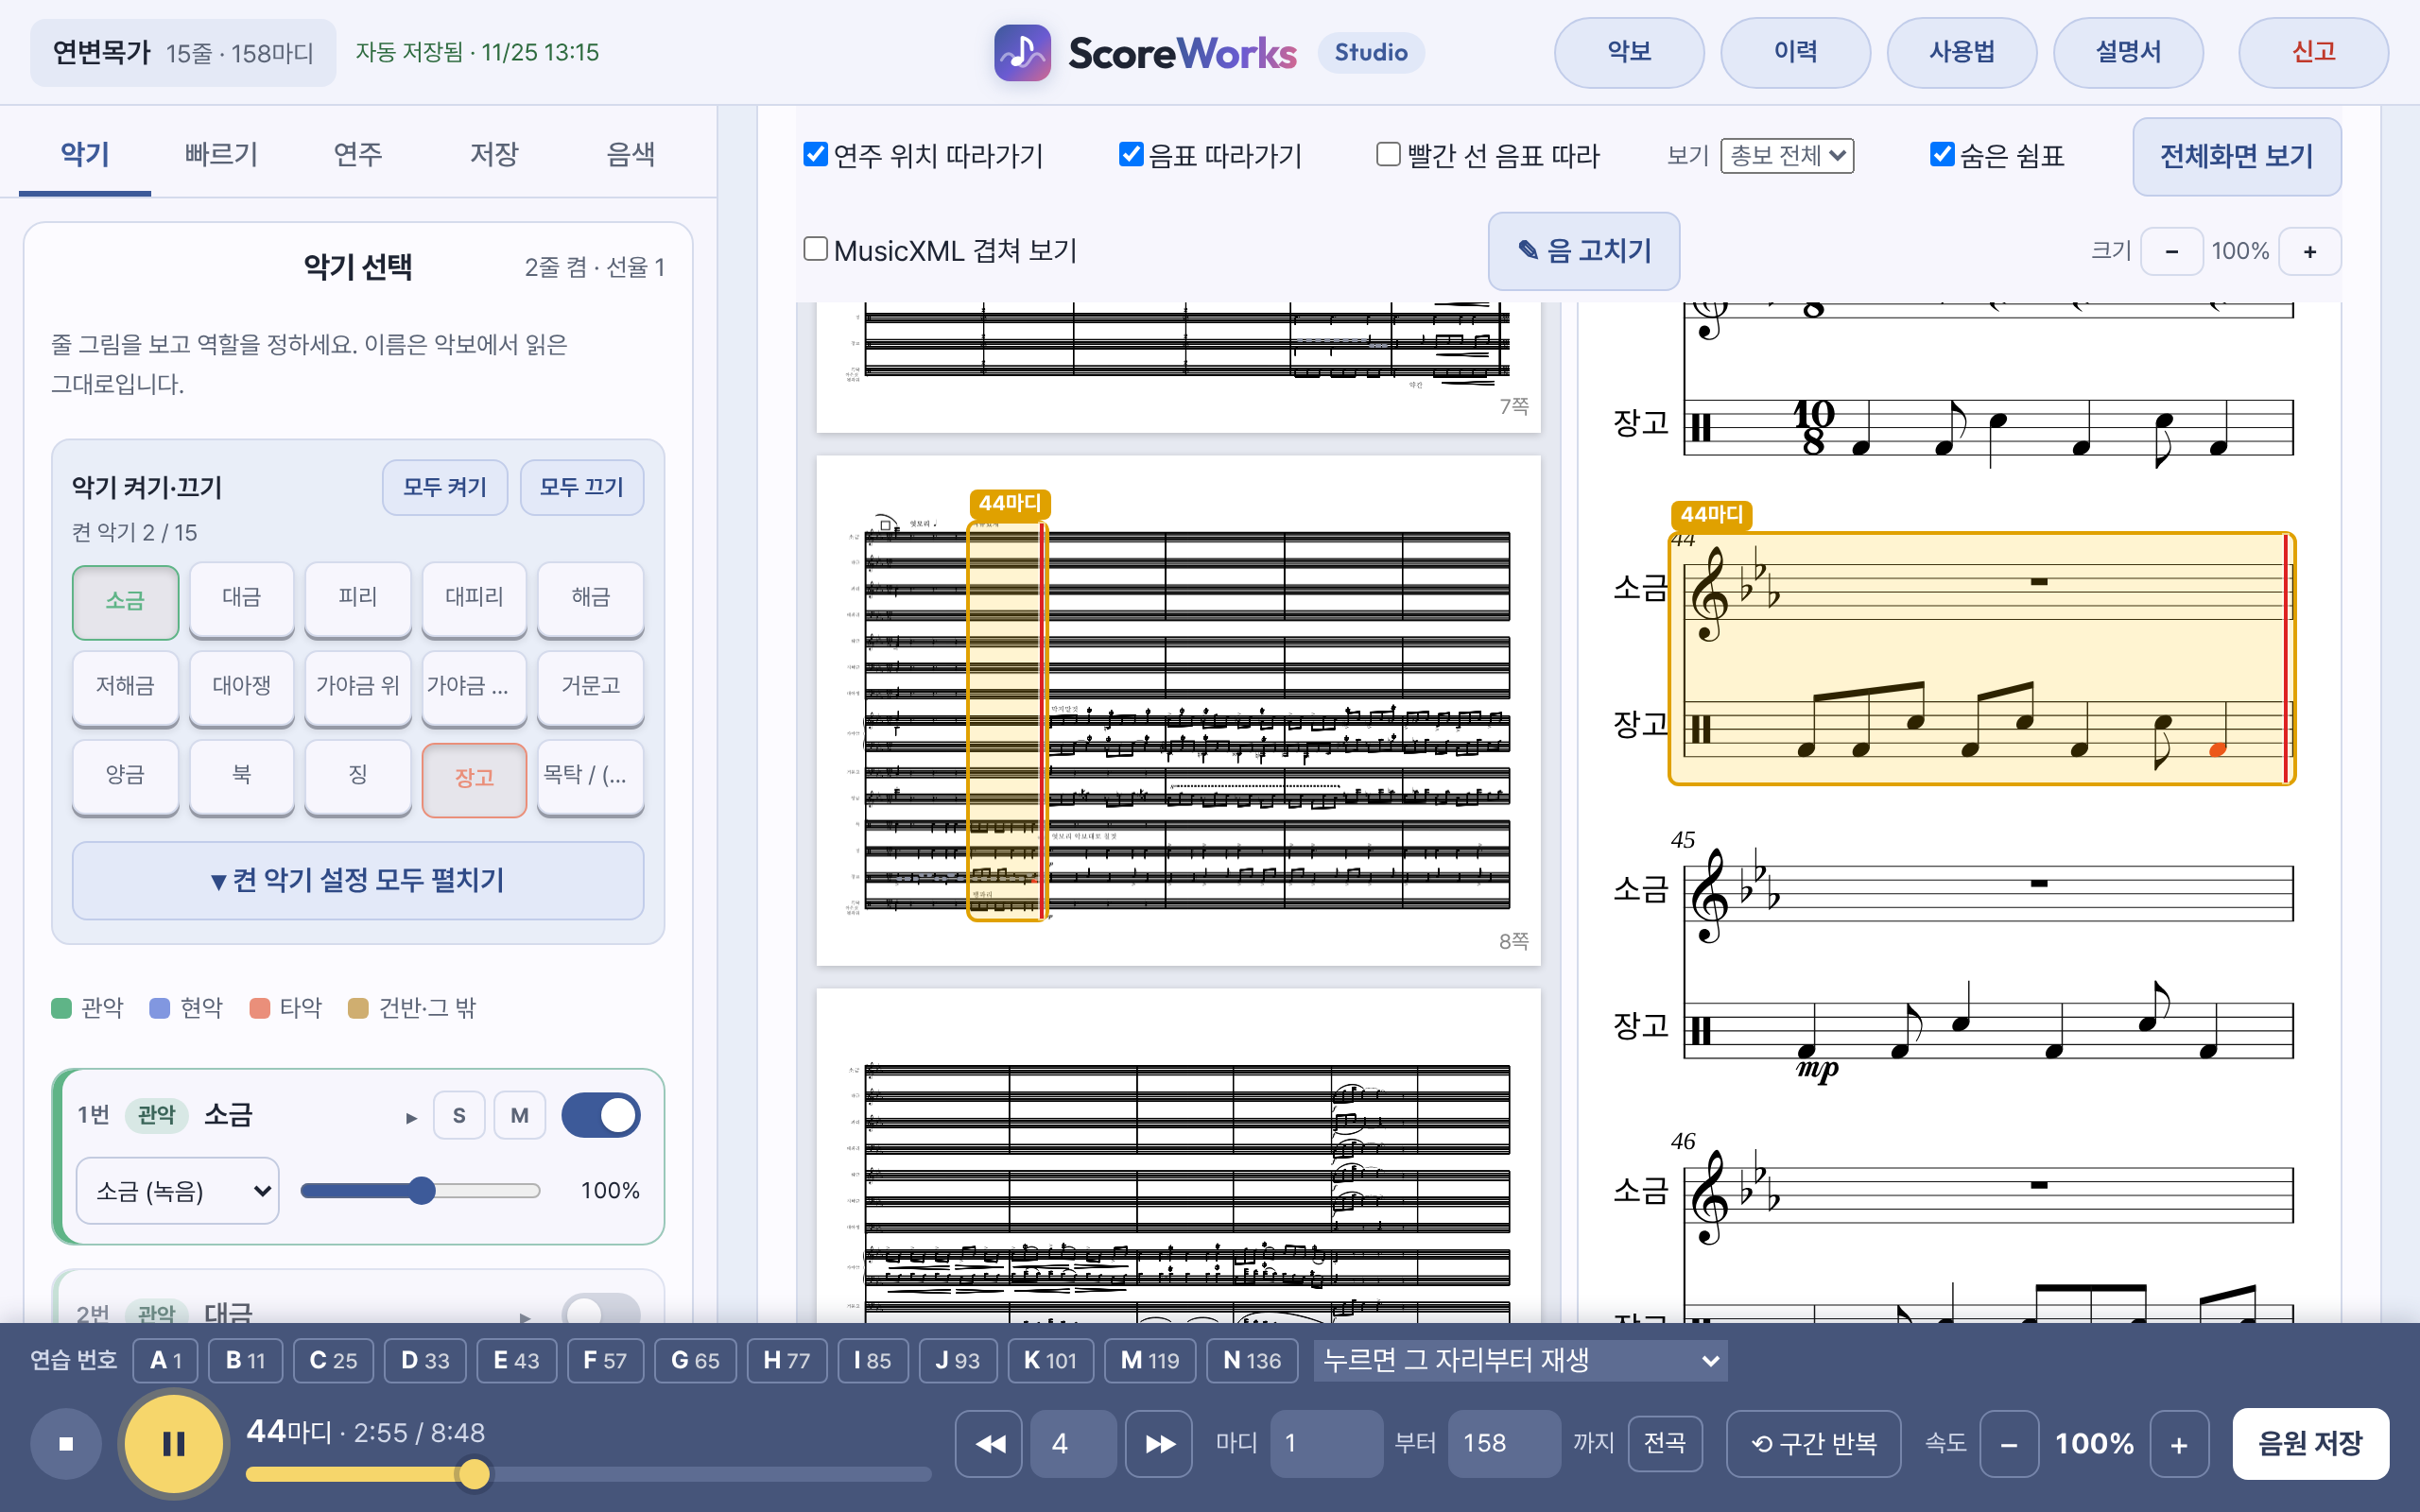 연변목가 15줄 · 158마디 자동 저장됨 · 11/25 13:15
ScoreWorks Studio
악보 이력 사용법 설명서 신고
악기 빠르기 연주 저장 음색
악기 선택 2줄 켬 · 선율 1
줄 그림을 보고 역할을 정하세요. 이름은 악보에서 읽은
그대로입니다.
악기 켜기·끄기 모두 켜기 모두 끄기
켠 악기 2 / 15
소금 대금 피리 대피리 해금
저해금 대아쟁 가야금 위 가야금 ... 거문고
양금 북 징 장고 목탁 / (...
▼켠 악기 설정 모두 펼치기
관악 현악 타악 건반·그 밖
1번 관악 소금 ▸ S M
소금 (녹음) 100%
2번 관악 대금 ▸
연주 위치 따라가기 음표 따라가기 빨간 선 음표 따라 보기 총보 전체 숨은 쉼표 전체화면 보기
MusicXML 겹쳐 보기 ✎ 음 고치기 크기 − 100% +
7쪽
44마디
8쪽
8
장고 10 8
44마디
44
소금
장고
45
소금
장고
mp
46
소금
장고
연습 번호 A 1 B 11 C 25 D 33 E 43 F 57 G 65 H 77 I 85 J 93 K 101 M 119 N 136 누르면 그 자리부터 재생
44마디 · 2:55 / 8:48
4 마디 1 부터 158 까지 전곡 ⟲ 구간 반복 속도 − 100% + 음원 저장